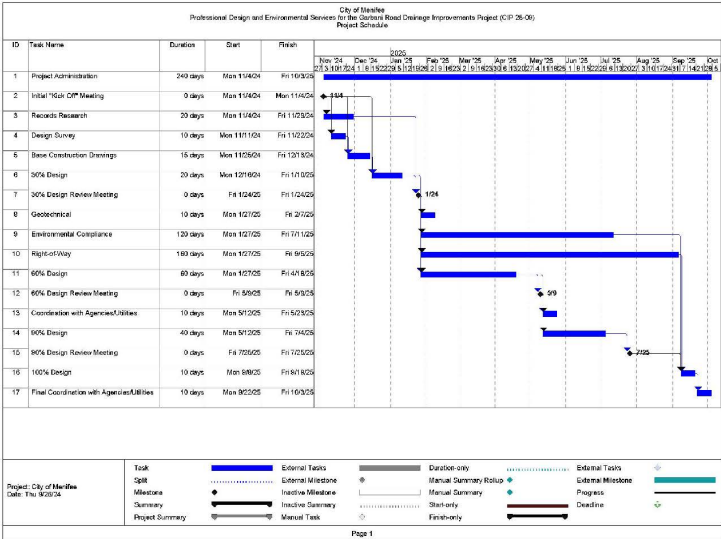 City of Menifee
Professional Design and Environmental Services for the Garbani Road Drainage Improvements Project (CIP 26-09)
Project Schedule
ID Task Name Duration Start Finish
2025
Nov '24 Dec '24 Jan '25 Feb '25 Mar '25 Apr '25 May '25 Jun '25 Jul '25 Aug '25 Sep '25 Oct
1 Project Administration 240 days Mon 11/4/24 Fri 10/3/25
2 Initial "Kick Off" Meeting 0 days Mon 11/4/24 Mon 11/4/24 11/4
3 Records Research 20 days Mon 11/4/24 Fri 11/29/24
4 Design Survey 10 days Mon 11/11/24 Fri 11/22/24
5 Base Construction Drawings 15 days Mon 11/25/24 Fri 12/13/24
6 30% Design 20 days Mon 12/16/24 Fri 1/10/25
7 30% Design Review Meeting 0 days Fri 1/24/25 Fri 1/24/25 1/24
8 Geotechnical 10 days Mon 1/27/25 Fri 2/7/25
9 Environmental Compliance 120 days Mon 1/27/25 Fri 7/11/25
10 Right-of-Way 160 days Mon 1/27/25 Fri 9/5/25
11 60% Design 60 days Mon 1/27/25 Fri 4/18/25
12 60% Design Review Meeting 0 days Fri 5/9/25 Fri 5/9/25 5/9
13 Coordination with Agencies/Utilities 10 days Mon 5/12/25 Fri 5/23/25
14 90% Design 40 days Mon 5/12/25 Fri 7/4/25
15 90% Design Review Meeting 0 days Fri 7/25/25 Fri 7/25/25 7/25
16 100% Design 10 days Mon 9/8/25 Fri 9/19/25
17 Final Coordination with Agencies/Utilities 10 days Mon 9/22/25 Fri 10/3/25
Project: City of Menifee
Date: Thu 9/26/24
Task External Tasks Duration-only External Tasks
Split External Milestone Manual Summary Rollup External Milestone
Milestone Inactive Milestone Manual Summary Progress
Summary Inactive Summary Start-only Deadline
Project Summary Manual Task Finish-only
Page 1